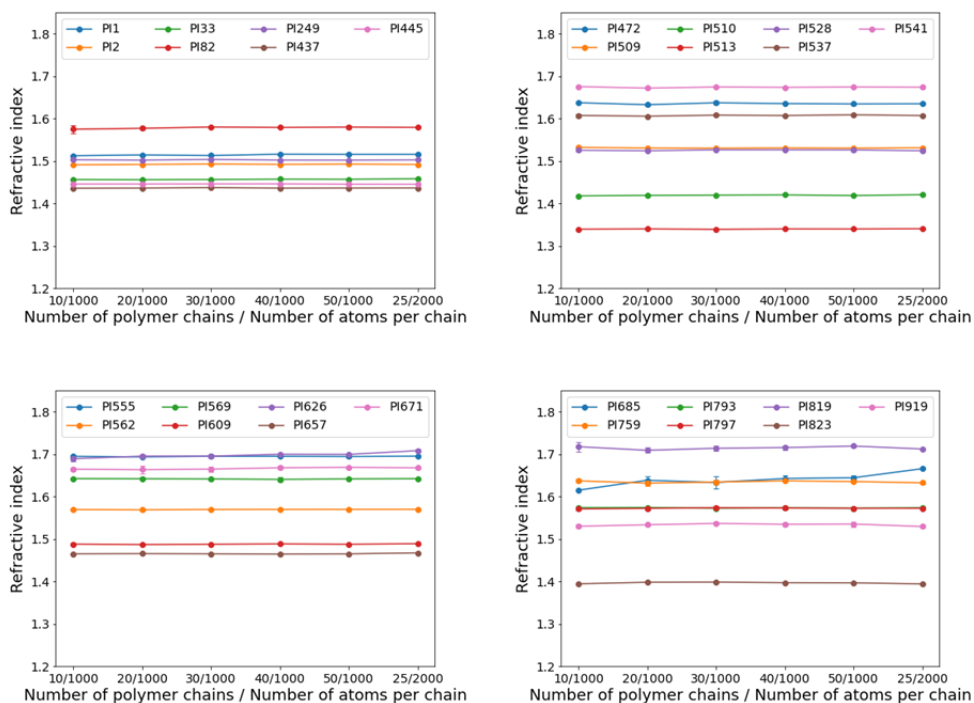 1.8
1.7
1.6
1.5
1.4
1.3
1.2
Refractive index
PI1 PI33 PI249 PI445
PI2 PI82 PI437
10/1000 20/1000 30/1000 40/1000 50/1000 25/2000
Number of polymer chains / Number of atoms per chain
1.8
1.7
1.6
1.5
1.4
1.3
1.2
Refractive index
PI472 PI510 PI528 PI541
PI509 PI513 PI537
10/1000 20/1000 30/1000 40/1000 50/1000 25/2000
Number of polymer chains / Number of atoms per chain
1.8
1.7
1.6
1.5
1.4
1.3
1.2
Refractive index
PI555 PI569 PI626 PI671
PI562 PI609 PI657
10/1000 20/1000 30/1000 40/1000 50/1000 25/2000
Number of polymer chains / Number of atoms per chain
1.8
1.7
1.6
1.5
1.4
1.3
1.2
Refractive index
PI685 PI793 PI819 PI919
PI759 PI797 PI823
10/1000 20/1000 30/1000 40/1000 50/1000 25/2000
Number of polymer chains / Number of atoms per chain